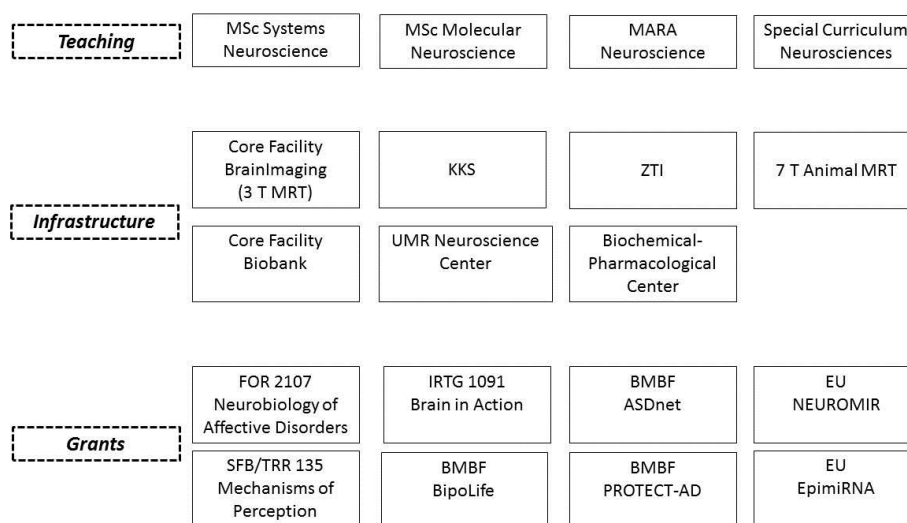 Teaching
MSc Systems
Neuroscience
MSc Molecular
Neuroscience
MARA
Neuroscience
Special Curriculum
Neurosciences
Infrastructure
Core Facility
BrainImaging
(3 T MRT)
KKS
ZTI
7 T Animal MRT
Core Facility
Biobank
UMR Neuroscience
Center
Biochemical-
Pharmacological
Center
Grants
FOR 2107
Neurobiology of
Affective Disorders
IRTG 1091
Brain in Action
BMBF
ASDnet
EU
NEUROMIR
SFB/TRR 135
Mechanisms of
Perception
BMBF
BipoLife
BMBF
PROTECT-AD
EU
EpimiRNA